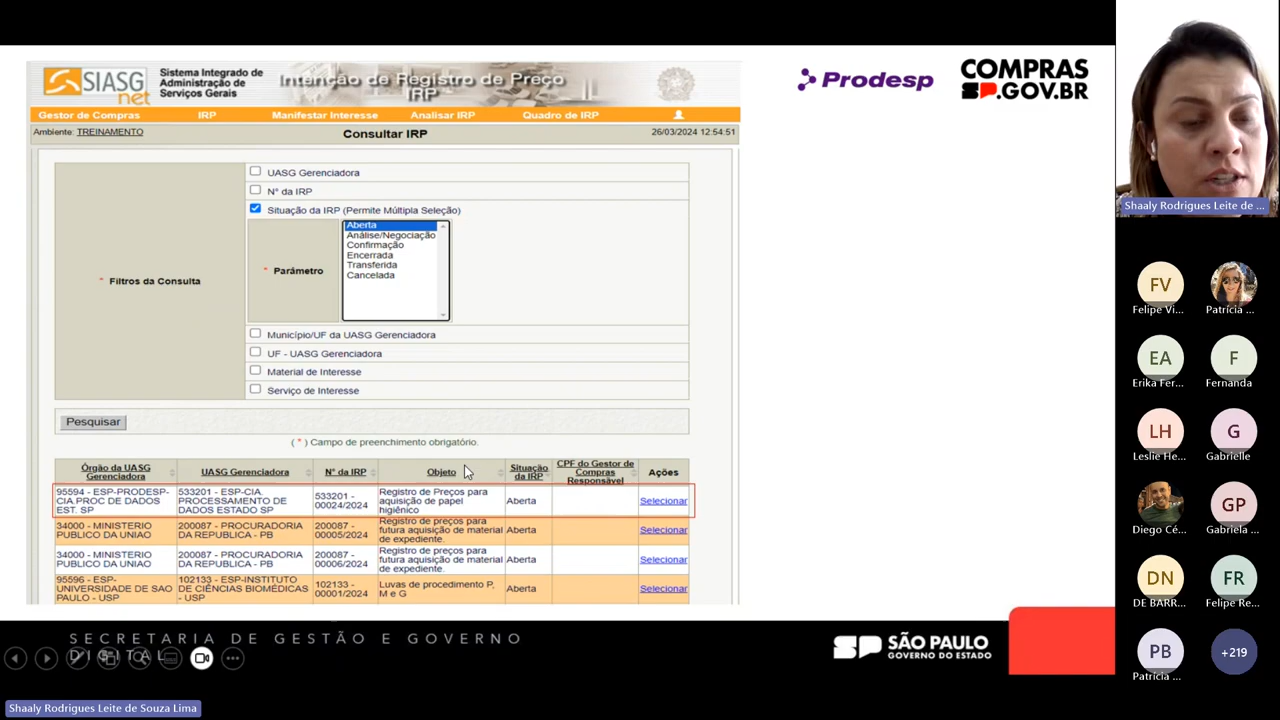 SIASG
net
Sistema Integrado de
Administração de
Serviços Gerais
Intenção de Registro de Preço
IRP
Prodesp
COMPRAS
SP.GOV.BR
Gestor de Compras IRP Manifestar Interesse Analisar IRP Quadro de IRP
Ambiente: TREINAMENTO
Consultar IRP
26/03/2024 12:54:51
UASG Gerenciadora
N° da IRP
Situação da IRP (Permite Múltipla Seleção)
* Filtros da Consulta
* Parâmetro
Aberta
Análise/Negociação
Confirmação
Encerrada
Transferida
Cancelada
Município/UF da UASG Gerenciadora
UF - UASG Gerenciadora
Material de Interesse
Serviço de Interesse
Pesquisar
( * ) Campo de preenchimento obrigatório.
Órgão da UASG
Gerenciadora
UASG Gerenciadora
N° da IRP
Objeto
Situação
da IRP
CPF do Gestor de
Compras
Responsável
Ações
95594 - ESP-PRODESP-
CIA PROC DE DADOS
EST. SP
533201 - ESP-CIA.
PROCESSAMENTO DE
DADOS ESTADO SP
533201 -
00024/2024
Registro de Preços para
aquisição de papel
higiênico
Aberta
Selecionar
34000 - MINISTERIO
PUBLICO DA UNIAO
200087 - PROCURADORIA
DA REPUBLICA - PB
200087 -
00005/2024
Registro de preços para
futura aquisição de material
de expediente.
Aberta
Selecionar
34000 - MINISTERIO
PUBLICO DA UNIAO
200087 - PROCURADORIA
DA REPUBLICA - PB
200087 -
00006/2024
Registro de preços para
futura aquisição de material
de expediente.
Aberta
Selecionar
95596 - ESP-
UNIVERSIDADE DE SAO
PAULO - USP
102133 - ESP-INSTITUTO
DE CIÊNCIAS BIOMÉDICAS
- USP
102133 -
00001/2024
Luvas de procedimento P,
M e G
Aberta
Selecionar
SECRETARIA DE GESTÃO E GOVERNO
DIGITAL
SP
SÃO PAULO
GOVERNO DO ESTADO
Shaaly Rodrigues Leite de Souza Lima
Shaaly Rodrigues Leite de ...
FV
Felipe Vi...
Patrícia ...
EA
Erika Fer...
F
Fernanda
LH
Leslie He...
G
Gabrielle
Diego Cé...
GP
Gabriela ...
DN
DE BARR...
FR
Felipe Re...
PB
Patrícia ...
+219